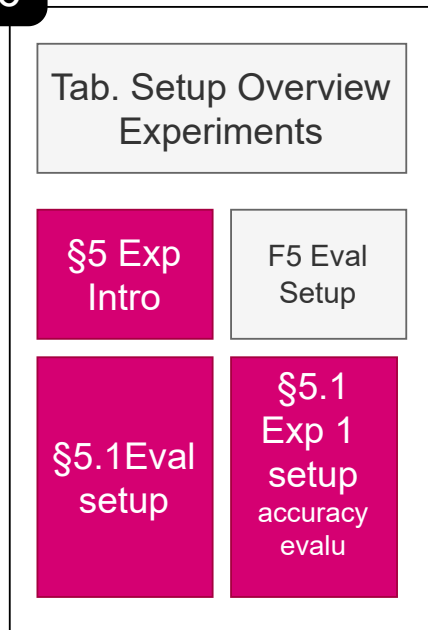 Tab. Setup Overview
Experiments
§5 Exp
Intro
F5 Eval
Setup
§5.1Eval
setup
§5.1
Exp 1
setup
accuracy
evalu